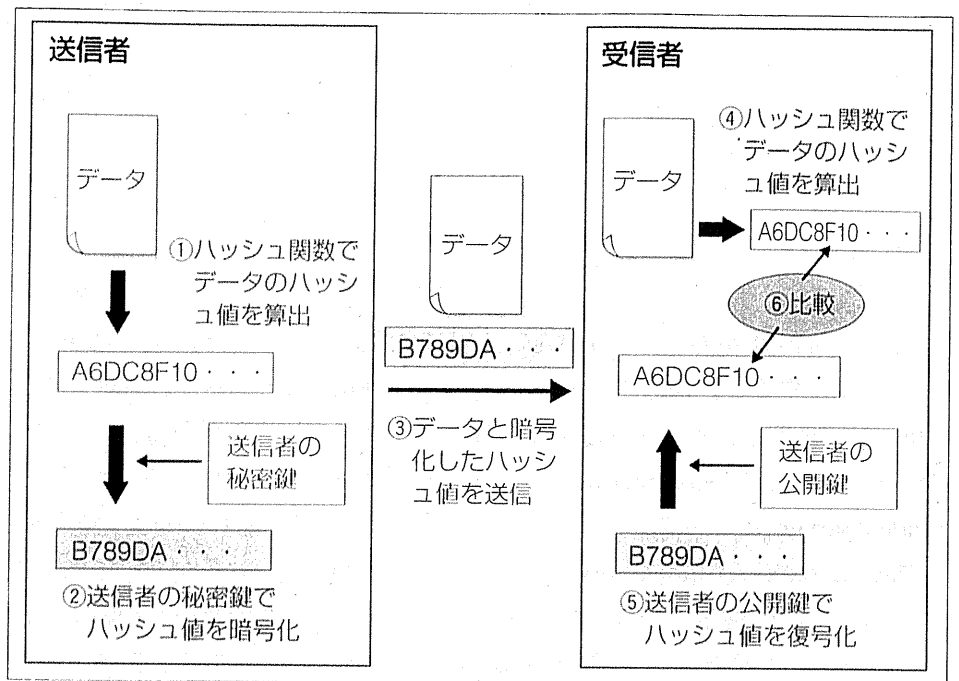 送信者
データ
①ハッシュ関数で
データのハッシ
ュ値を算出
A6DC8F10・・・
送信者の
秘密鍵
B789DA・・・
②送信者の秘密鍵で
ハッシュ値を暗号化
データ
B789DA・・・
③データと暗号
化したハッシ
ュ値を送信
受信者
データ
④ハッシュ関数で
データのハッシ
ュ値を算出
A6DC8F10・・・
⑥比較
A6DC8F10・・・
送信者の
公開鍵
B789DA・・・
⑤送信者の公開鍵で
ハッシュ値を復号化